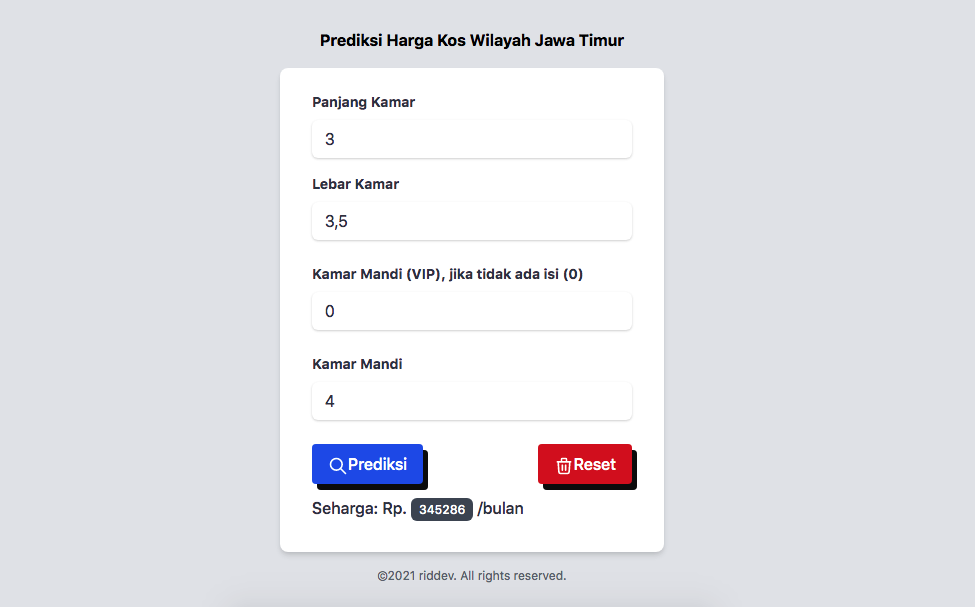 Prediksi Harga Kos Wilayah Jawa Timur
Panjang Kamar
3
Lebar Kamar
3,5
Kamar Mandi (VIP), jika tidak ada isi (0)
0
Kamar Mandi
4
Prediksi Reset
Seharga: Rp. 345286 /bulan
©2021 riddev. All rights reserved.